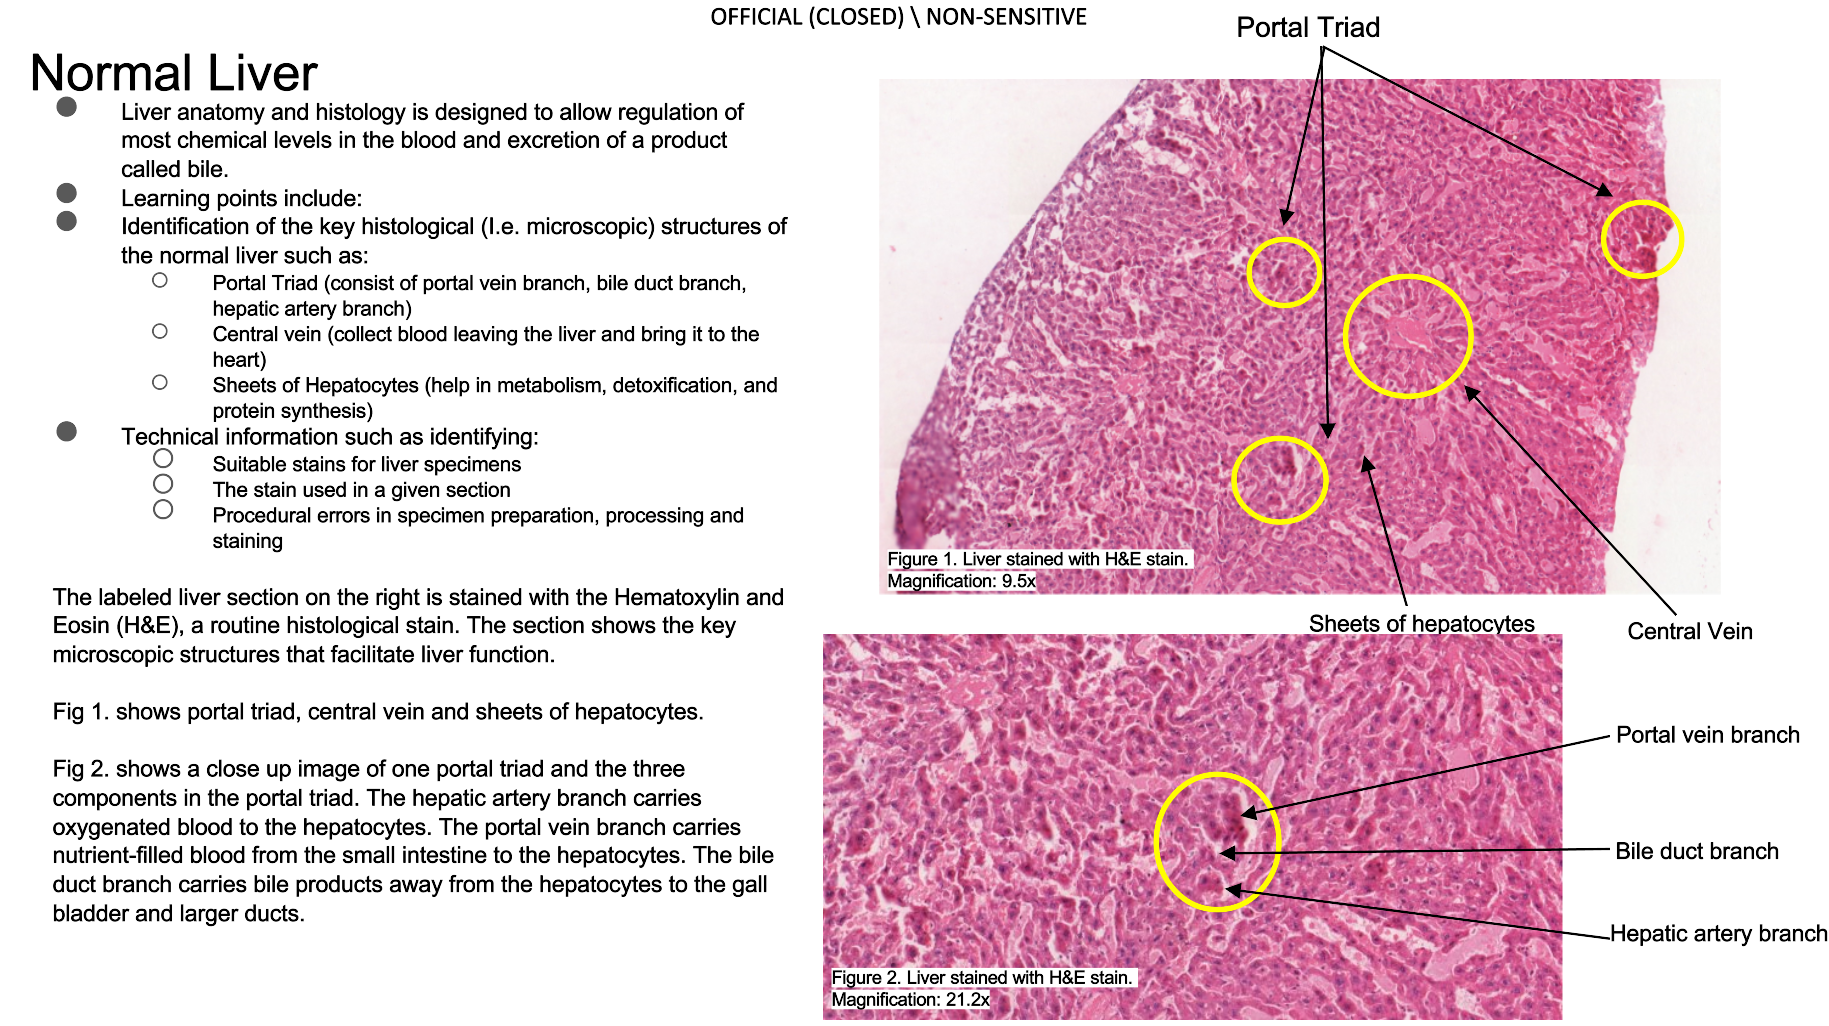 OFFICIAL (CLOSED) \ NON-SENSITIVE
Normal Liver
Liver anatomy and histology is designed to allow regulation of
most chemical levels in the blood and excretion of a product
called bile.
Learning points include:
Identification of the key histological (I.e. microscopic) structures of
the normal liver such as:
Portal Triad (consist of portal vein branch, bile duct branch,
hepatic artery branch)
Central vein (collect blood leaving the liver and bring it to the
heart)
Sheets of Hepatocytes (help in metabolism, detoxification, and
protein synthesis)
Technical information such as identifying:
Suitable stains for liver specimens
The stain used in a given section
Procedural errors in specimen preparation, processing and
staining
The labeled liver section on the right is stained with the Hematoxylin and
Eosin (H&E), a routine histological stain. The section shows the key
microscopic structures that facilitate liver function.
Fig 1. shows portal triad, central vein and sheets of hepatocytes.
Fig 2. shows a close up image of one portal triad and the three
components in the portal triad. The hepatic artery branch carries
oxygenated blood to the hepatocytes. The portal vein branch carries
nutrient-filled blood from the small intestine to the hepatocytes. The bile
duct branch carries bile products away from the hepatocytes to the gall
bladder and larger ducts.
Portal Triad
Figure 1. Liver stained with H&E stain.
Magnification: 9.5x
Sheets of hepatocytes
Central Vein
Portal vein branch
Bile duct branch
Hepatic artery branch
Figure 2. Liver stained with H&E stain.
Magnification: 21.2x